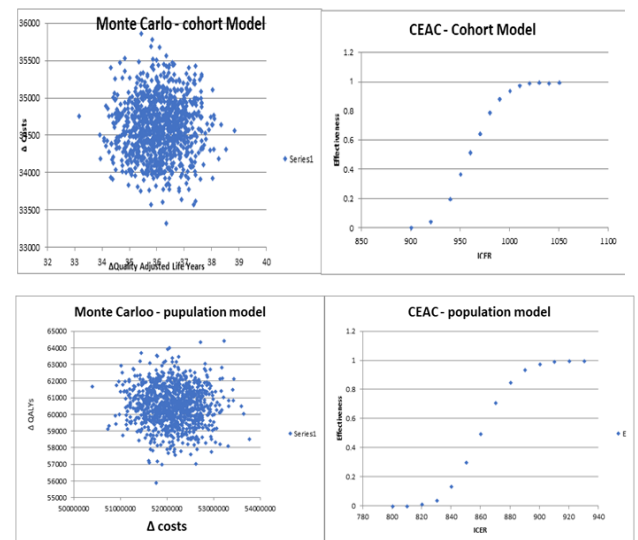 Monte Carlo - cohort Model
36000
35000
34500
34000
33500
33000
Δ Costs
32 33 34 35 36 37 38 39 40
ΔQuality Adjusted Life Years
Series1
CEAC - Cohort Model
1.2
1
0.8
0.6
0.4
0.2
0
Effectiveness
850 900 950 1000 1050 1100
ICER
Monte Carloo - pupulation model
65000
64000
63000
62000
61000
60000
59000
58000
57000
56000
55000
Δ QALYs
50000000 51000000 52000000 53000000 54000000
Δ costs
Series1
CEAC - population model
1.2
1
0.8
0.6
0.4
0.2
0
Effectiveness
780 800 820 840 860 880 900 920 940
ICER
E